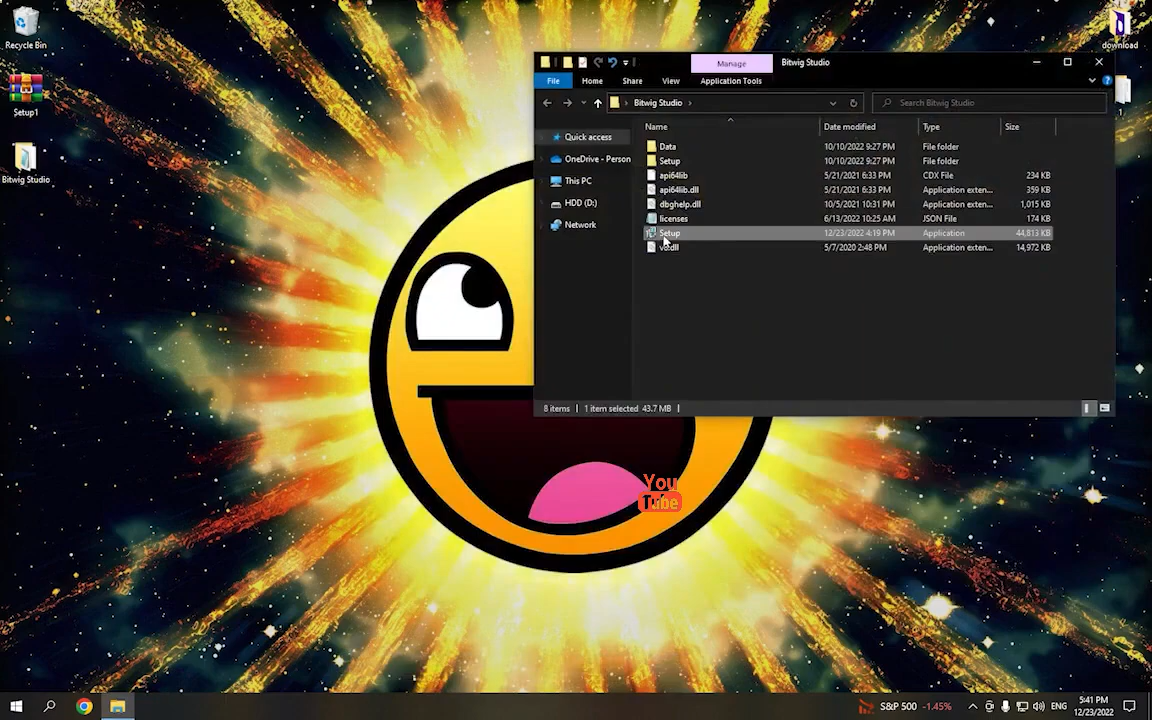 Recycle Bin
Setup1
Bitwig Studio
download
1
Manage
Bitwig Studio
File
Home
Share
View
Application Tools
Bitwig Studio
Search Bitwig Studio
Quick access
OneDrive - Person
This PC
HDD (D:)
Network
Name
Date modified
Type
Size
Data
10/10/2022 9:27 PM
File folder
Setup
10/10/2022 9:27 PM
File folder
api64lib
5/21/2021 6:33 PM
CDX File
234 KB
api64lib.dll
5/21/2021 6:33 PM
Application exten...
359 KB
dbghelp.dll
10/5/2021 10:31 PM
Application exten...
1,015 KB
licenses
6/13/2022 10:25 AM
JSON File
174 KB
Setup
12/23/2022 4:19 PM
Application
44,813 KB
5/7/2020 2:48 PM
Application exten...
14,972 KB
8 items
1 item selected 43.7 MB
You
Tube
S&P 500
-1.45%
ENG
5:41 PM
12/23/2022